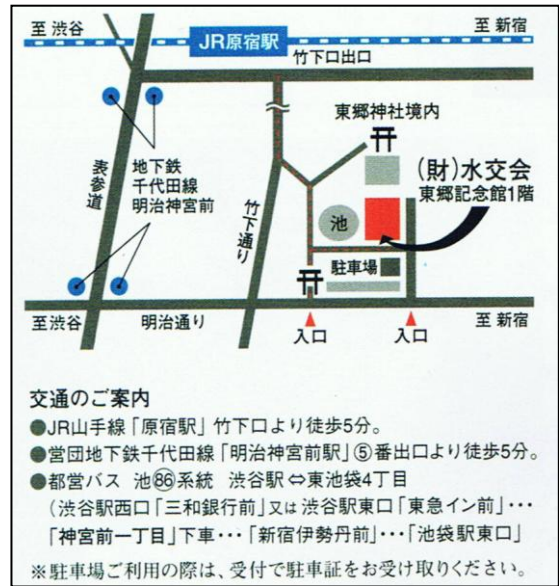 至 渋谷
JR原宿駅
至 新宿
竹下口出口
東郷神社境内
(財)水交会
東郷記念館1階
地下鉄
千代田線
明治神宮前
表参道
竹下通り
池
駐車場
至渋谷
明治通り
入口
入口
至 新宿
交通のご案内
●JR山手線「原宿駅」竹下口より徒歩5分。
●営団地下鉄千代田線「明治神宮前駅」⑤番出口より徒歩5分。
●都営バス 池86系統 渋谷駅⇔東池袋4丁目
(渋谷駅西口「三和銀行前」又は渋谷駅東口「東急イン前」…
「神宮前一丁目」下車…「新宿伊勢丹前」…「池袋駅東口」
※駐車場ご利用の際は、受付で駐車証をお受け取りください。